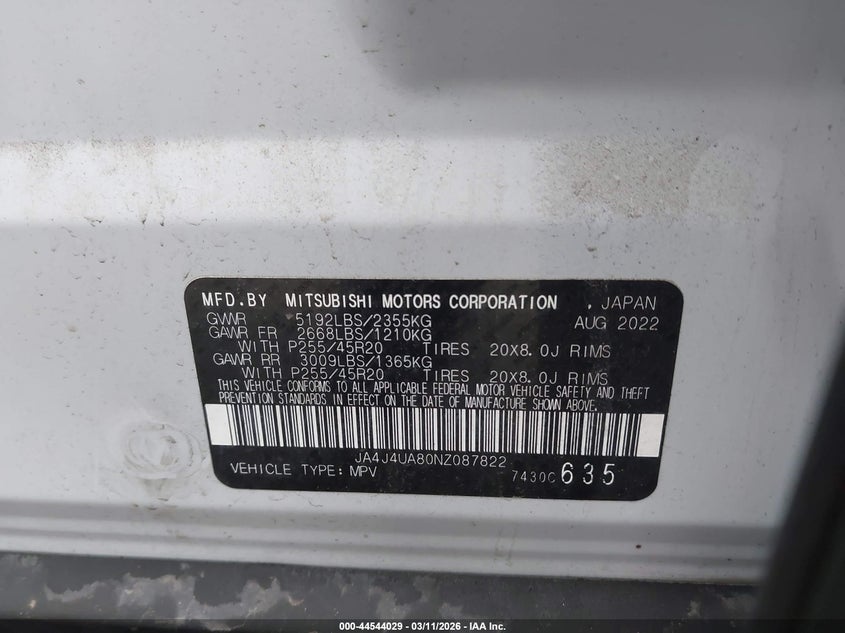 MFD.BY MITSUBISHI MOTORS CORPORATION , JAPAN
GVWR 5192LBS/2355KG AUG 2022
GAWR FR 2668LBS/1210KG
WITH P255/45R20 TIRES 20X8.0J RIMS
GAWR RR 3009LBS/1365KG
WITH P255/45R20 TIRES 20X8.0J RIMS
THIS VEHICLE CONFORMS TO ALL APPLICABLE FEDERAL MOTOR VEHICLE SAFETY AND THEFT
PREVENTION STANDARDS IN EFFECT ON THE DATE OF MANUFACTURE SHOWN ABOVE.
JA4J4UA80NZ087822
VEHICLE TYPE: MPV 7430C 635
000-44544029 - 03/11/2026 - IAA Inc.